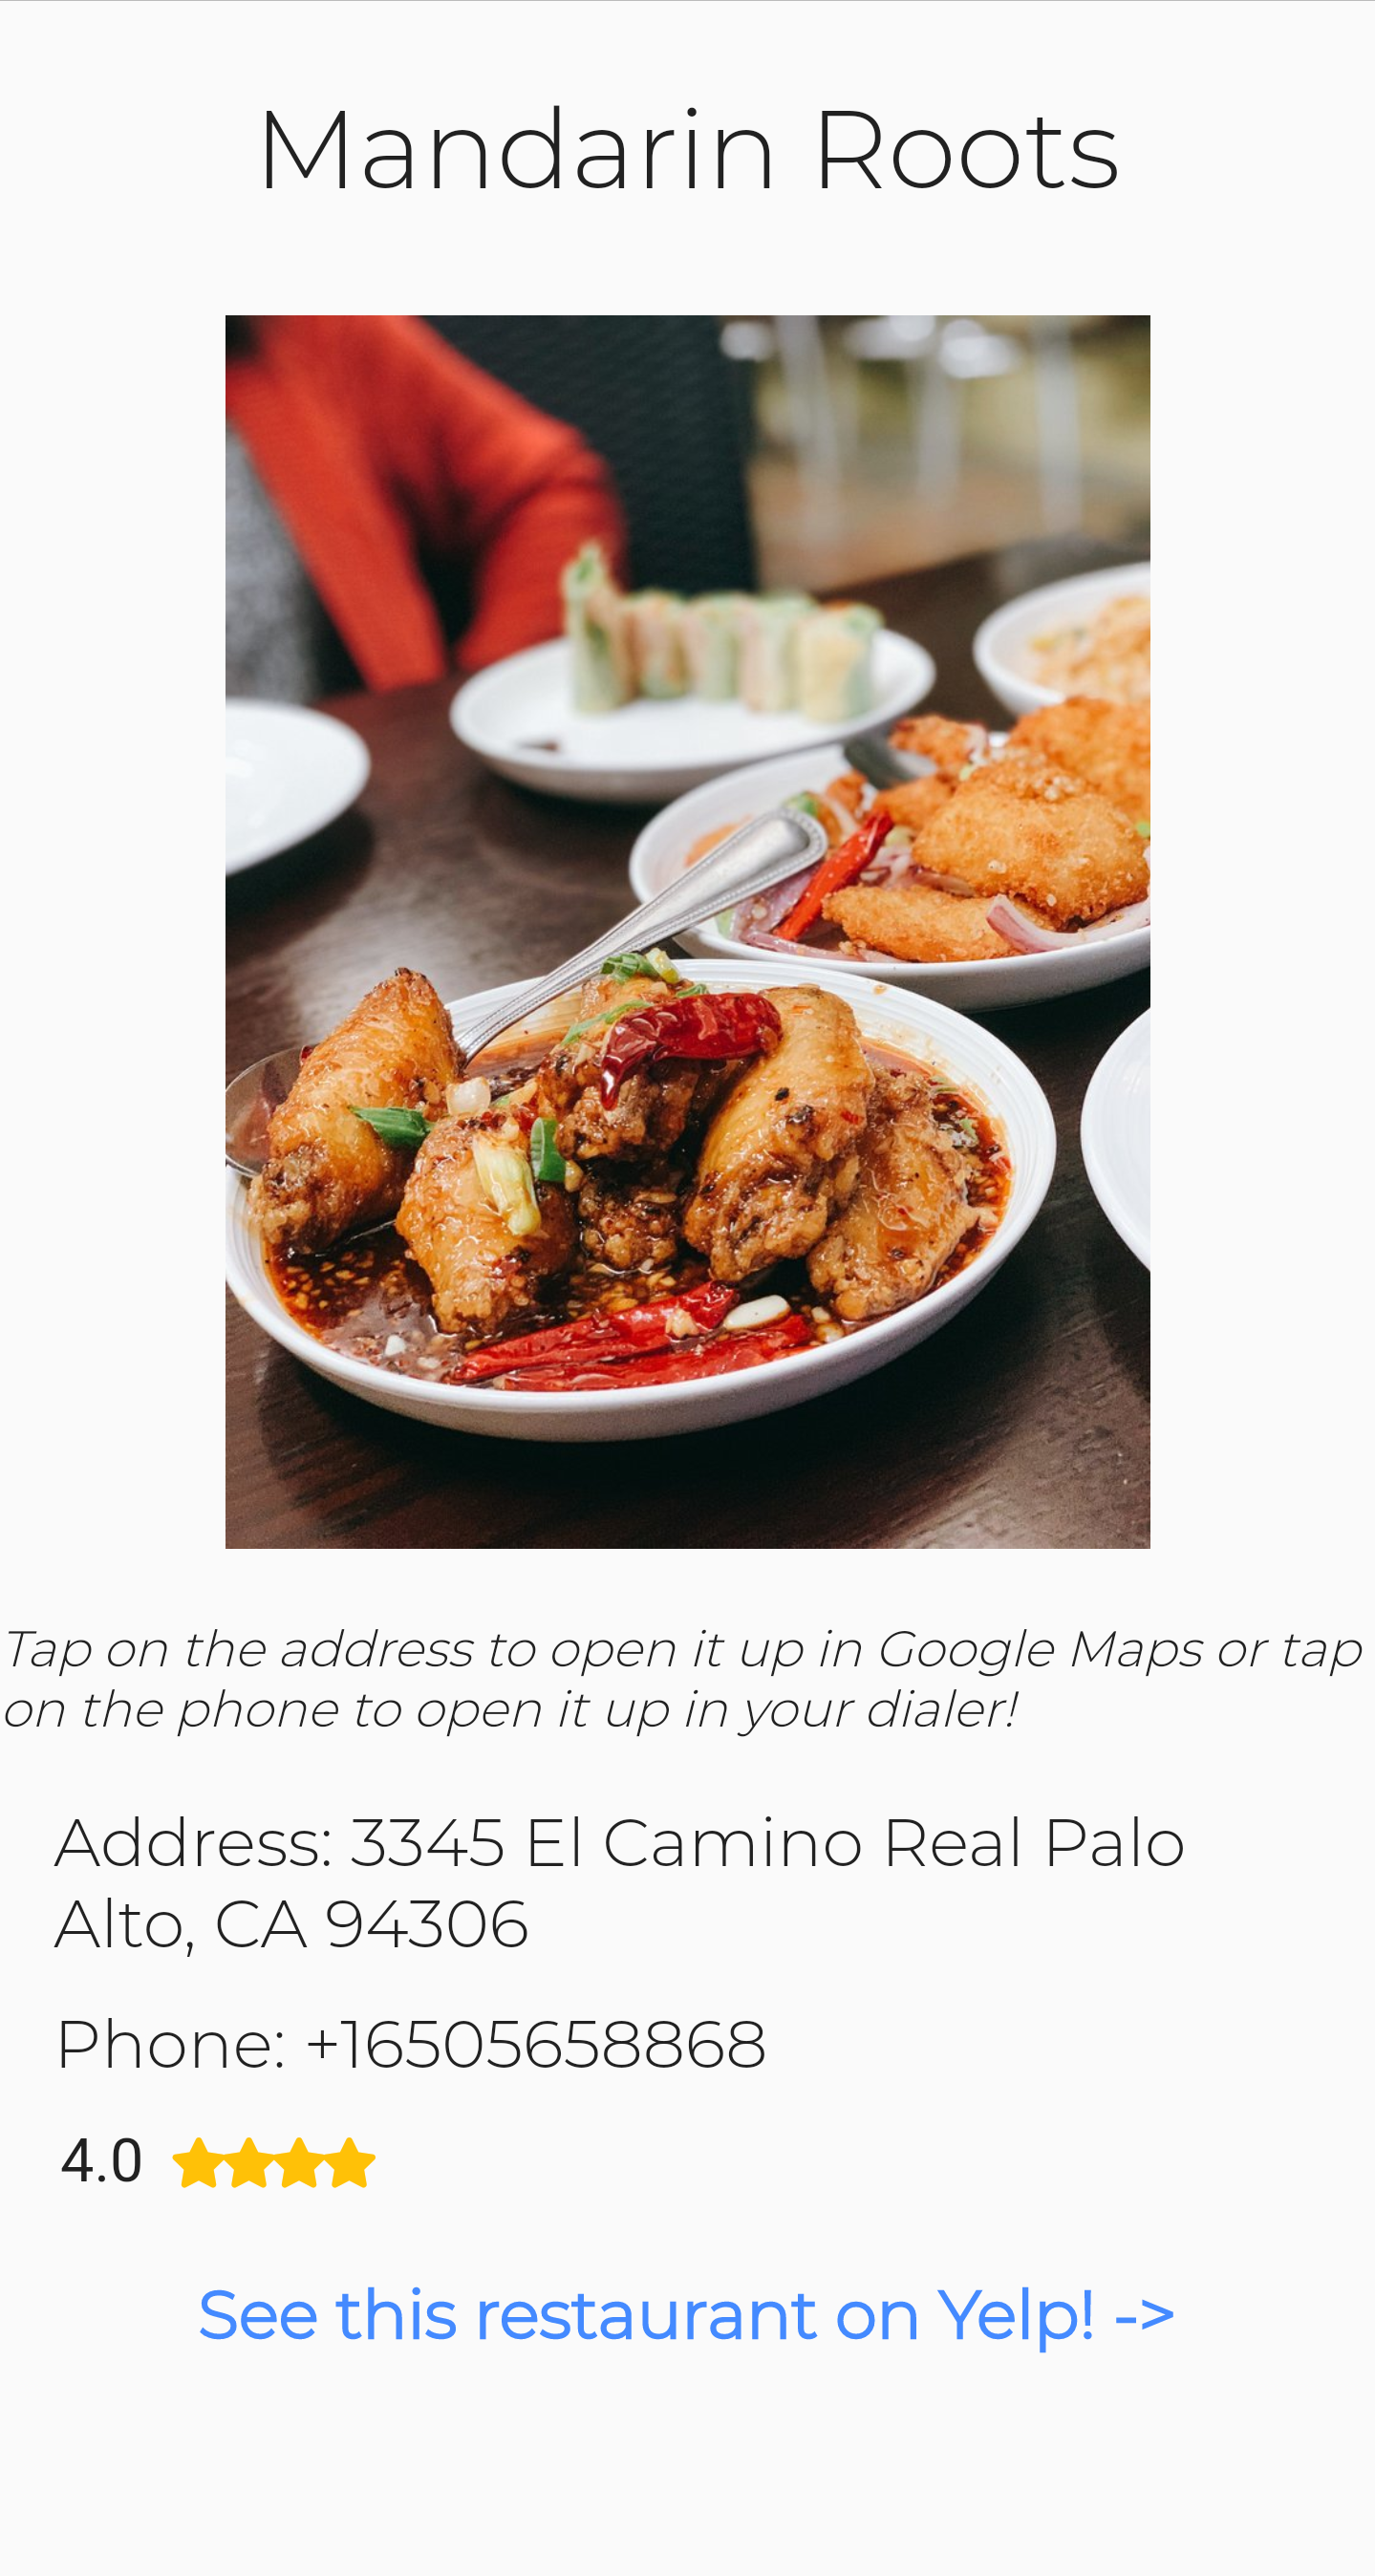 Mandarin Roots
Tap on the address to open it up in Google Maps or tap
on the phone to open it up in your dialer!
Address: 3345 El Camino Real Palo
Alto, CA 94306
Phone: +16505658868
4.0
See this restaurant on Yelp! ->